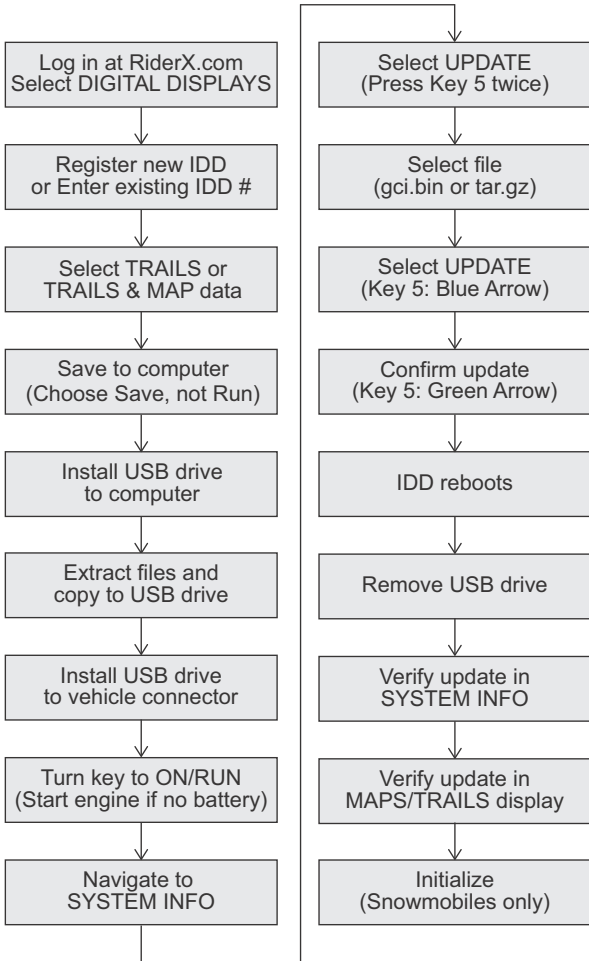 Log in at RiderX.com
Select DIGITAL DISPLAYS
Register new IDD
or Enter existing IDD #
Select TRAILS or
TRAILS & MAP data
Save to computer
(Choose Save, not Run)
Install USB drive
to computer
Extract files and
copy to USB drive
Install USB drive
to vehicle connector
Turn key to ON/RUN
(Start engine if no battery)
Navigate to
SYSTEM INFO
Select UPDATE
(Press Key 5 twice)
Select file
(gci.bin or tar.gz)
Select UPDATE
(Key 5: Blue Arrow)
Confirm update
(Key 5: Green Arrow)
IDD reboots
Remove USB drive
Verify update in
SYSTEM INFO
Verify update in
MAPS/TRAILS display
Initialize
(Snowmobiles only)